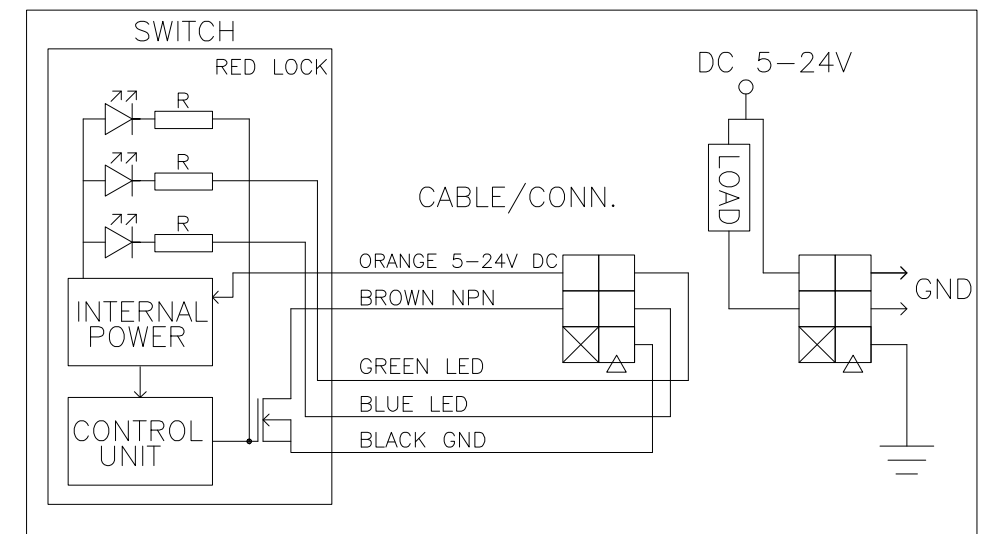 SWITCH
RED LOCK
R
R
R
INTERNAL
POWER
CONTROL
UNIT
CABLE/CONN.
ORANGE 5-24V DC
BROWN NPN
GREEN LED
BLUE LED
BLACK GND
DC 5-24V
LOAD
GND